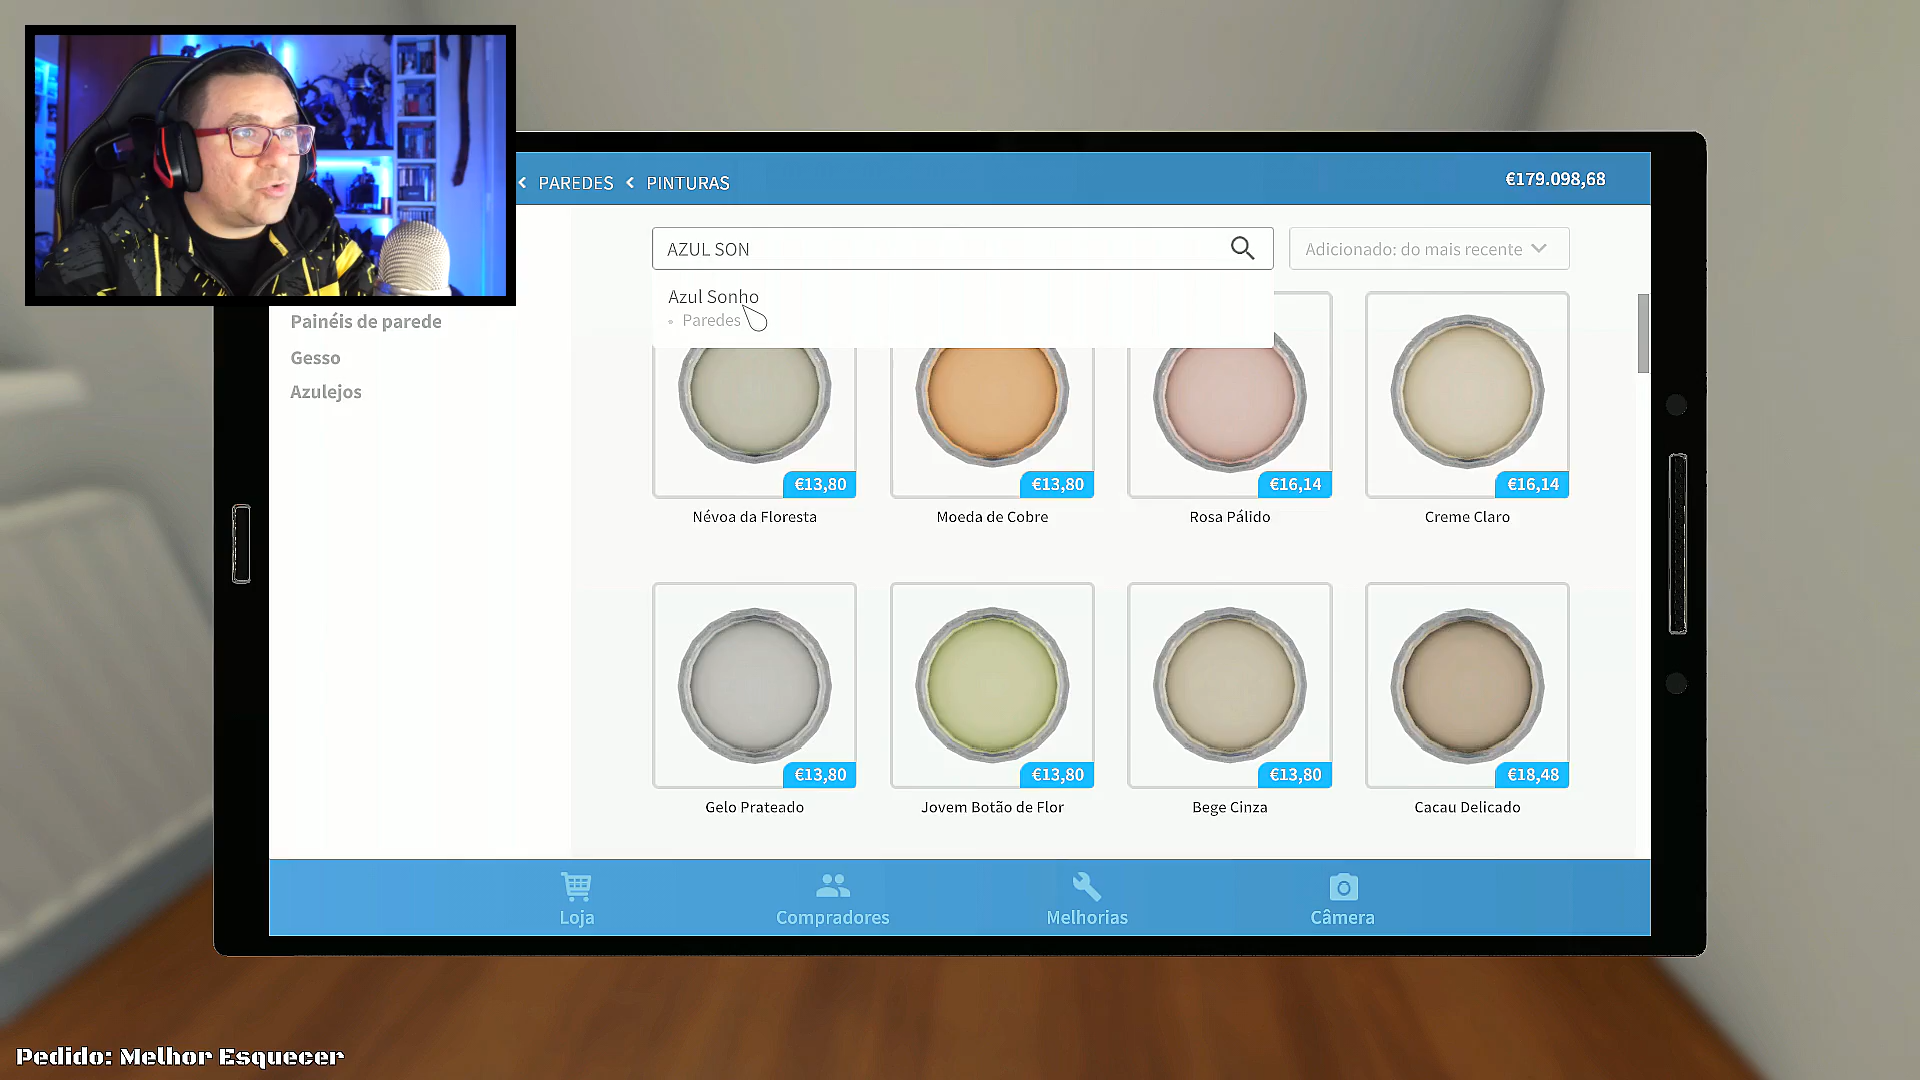 PAREDES
PINTURAS
€179.098,68
AZUL SON
Adicionado: do mais recente
Azul Sonho
Paredes
Painéis de parede
Gesso
Azulejos
€13,80
€13,80
€16,14
€16,14
Névoa da Floresta
Moeda de Cobre
Rosa Pálido
Creme Claro
€13,80
€13,80
€13,80
€18,48
Gelo Prateado
Jovem Botão de Flor
Bege Cinza
Cacau Delicado
Loja
Compradores
Melhorias
Câmera
Pedido: Melhor Esquecer